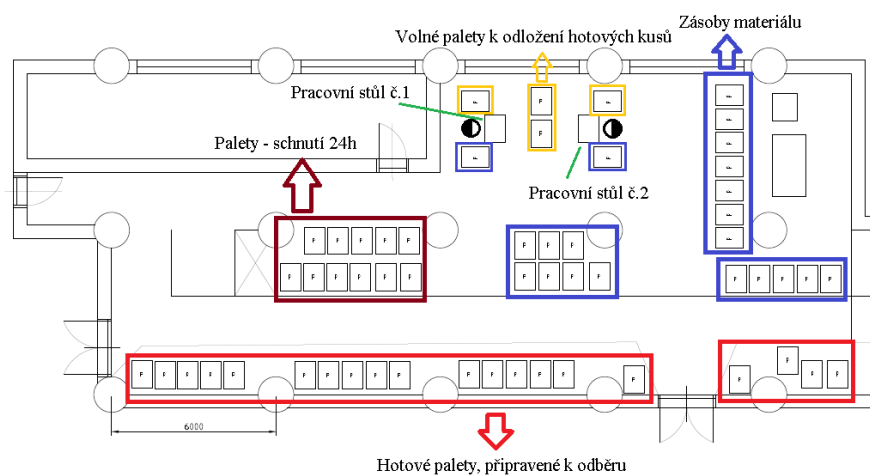 Zásoby materiálu
Volné palety k odložení hotových kusů
Pracovní stůl č.1
Palety - schnutí 24h
Pracovní stůl č.2
P
P
P P P P P
P P P P P P
P P P
P P P P
P P P P P
P P P P P P P P P P P P P P P P
P P P P
6000
Hotové palety, připravené k odběru